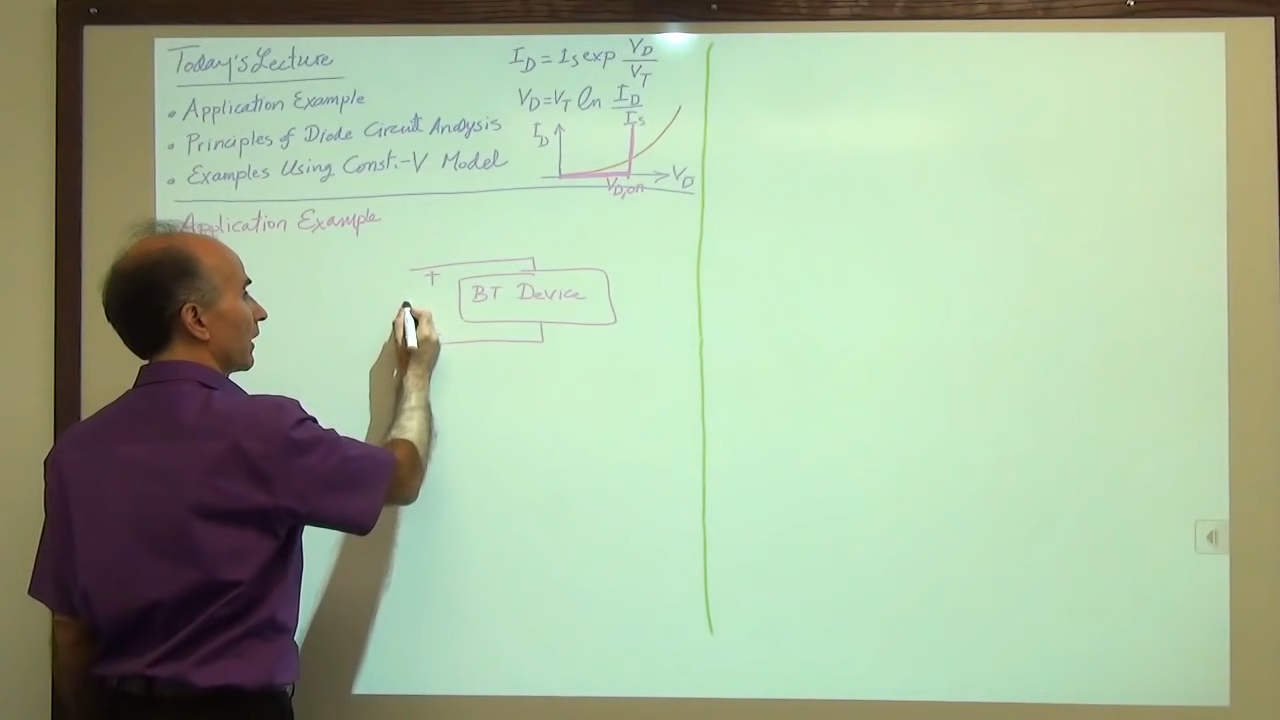 Today's Lecture
• Application Example
• Principles of Diode Circuit Analysis
• Examples Using Const.-V Model
I_D = I_S exp V_D / V_T
V_D = V_T ln I_D / I_S
I_D
V_D
V_D,on
Application Example
+
BT Device